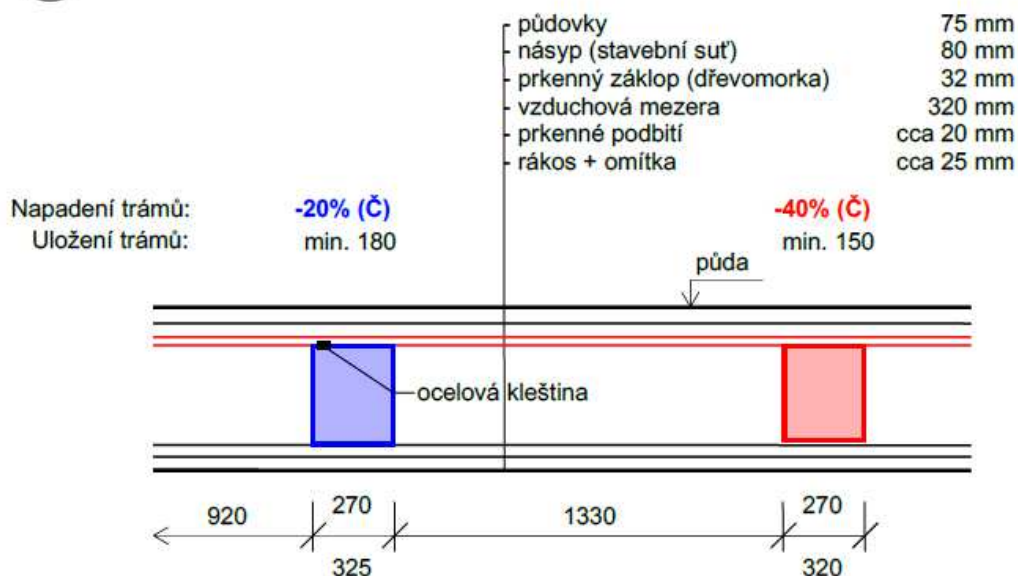 půdovky 75 mm
násyp (stavební suť) 80 mm
prkenný záklop (dřevomorka) 32 mm
vzduchová mezera 320 mm
prkenné podbití cca 20 mm
rákos + omítka cca 25 mm
Napadení trámů: -20% (Č) -40% (Č)
Uložení trámů: min. 180 min. 150
půda
ocelová kleština
920 270 1330 270
325 320